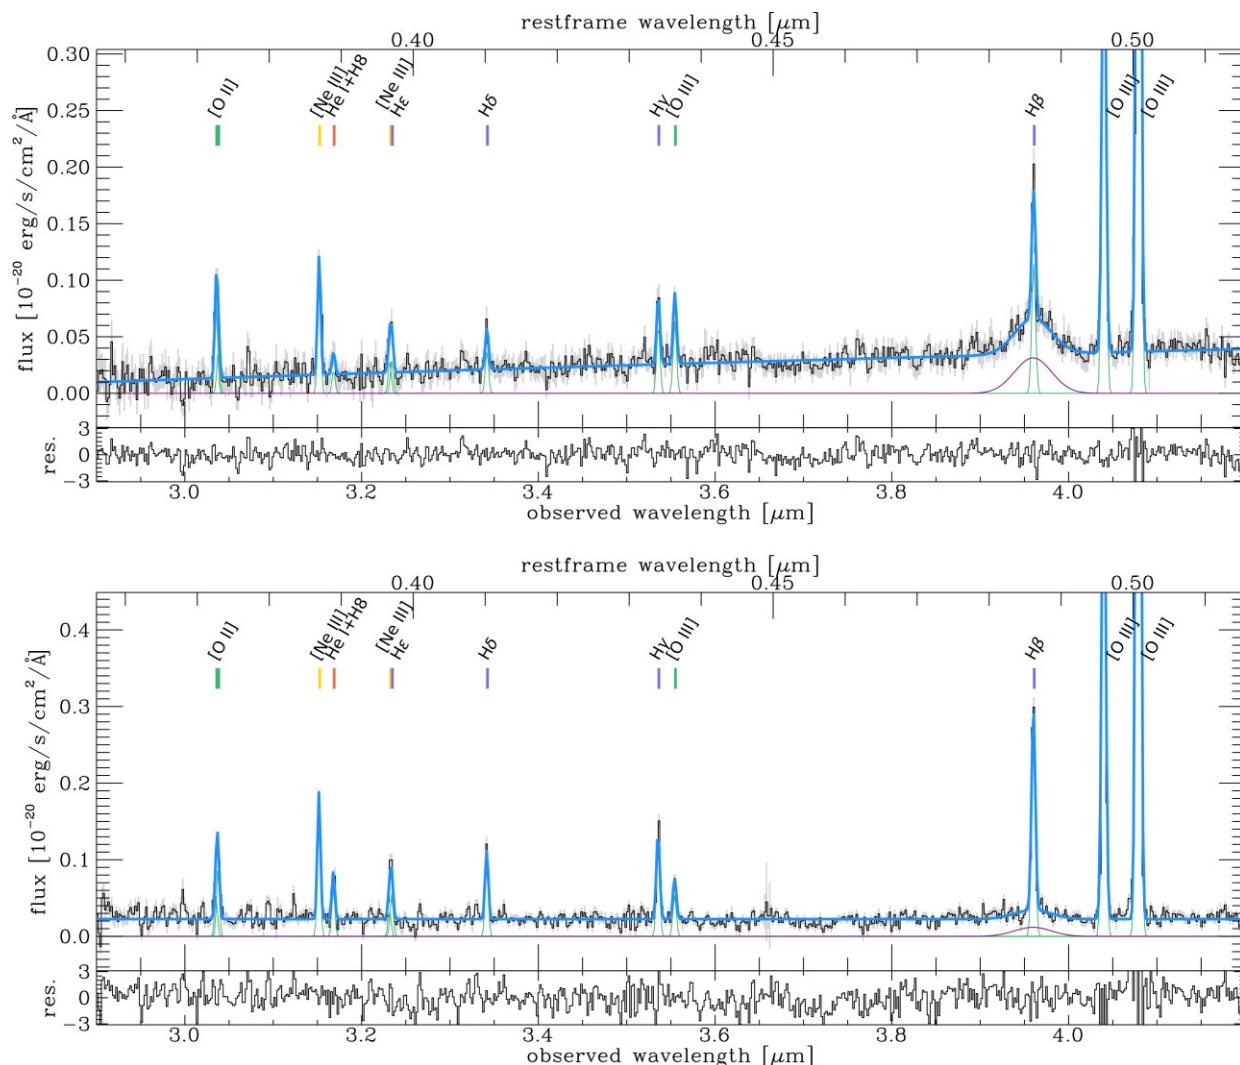 restframe wavelength [μm]
0.40 0.45 0.50
0.30
0.25
0.20
0.15
0.10
0.05
0.00
flux [10⁻²⁰ erg/s/cm²/Å]
[O II]
[Ne III]
He I+H8
[Ne III]
Hε
Hδ
Hγ
[O III]
Hβ
[O III]
[O III]
3
0
−3
res.
3.0 3.2 3.4 3.6 3.8 4.0
observed wavelength [μm]
restframe wavelength [μm]
0.40 0.45 0.50
0.4
0.3
0.2
0.1
0.0
flux [10⁻²⁰ erg/s/cm²/Å]
[O II]
[Ne III]
He I+H8
[Ne III]
Hε
Hδ
Hγ
[O III]
Hβ
[O III]
[O III]
3
0
−3
res.
3.0 3.2 3.4 3.6 3.8 4.0
observed wavelength [μm]